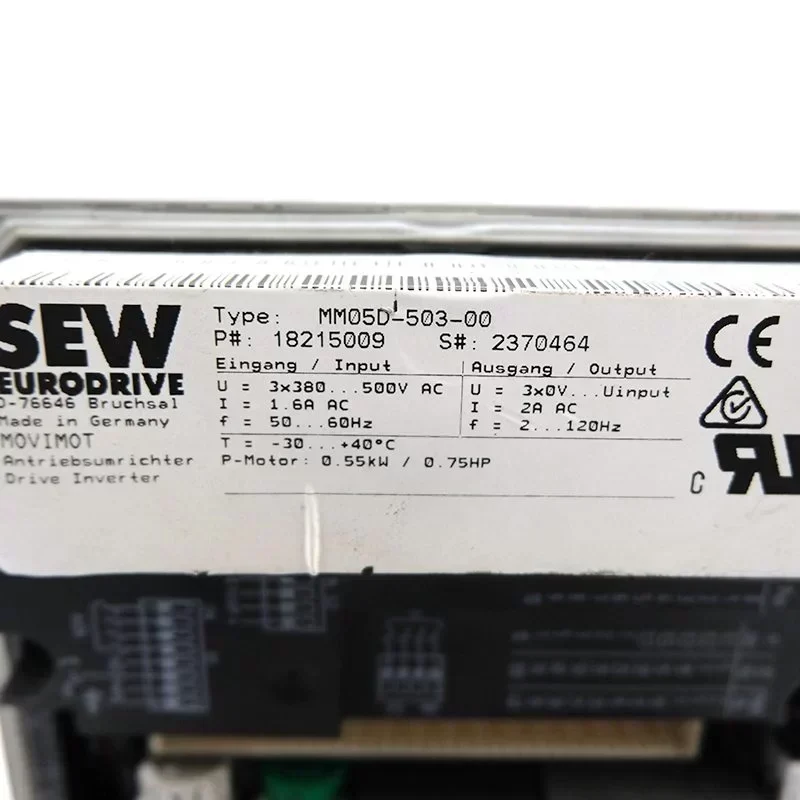 SEW
EURODRIVE
D-76646 Bruchsal
Made in Germany
MOVIMOT
Antriebsumrichter
Drive Inverter
Type: MM05D-503-00
P#: 18215009 S#: 2370464
Eingang / Input
U = 3x380...500V AC
I = 1.6A AC
f = 50...60Hz
T = -30...+40°C
P-Motor: 0.55kW / 0.75HP
Ausgang / Output
U = 3x0V...Uinput
I = 2A AC
f = 2...120Hz
CE
C